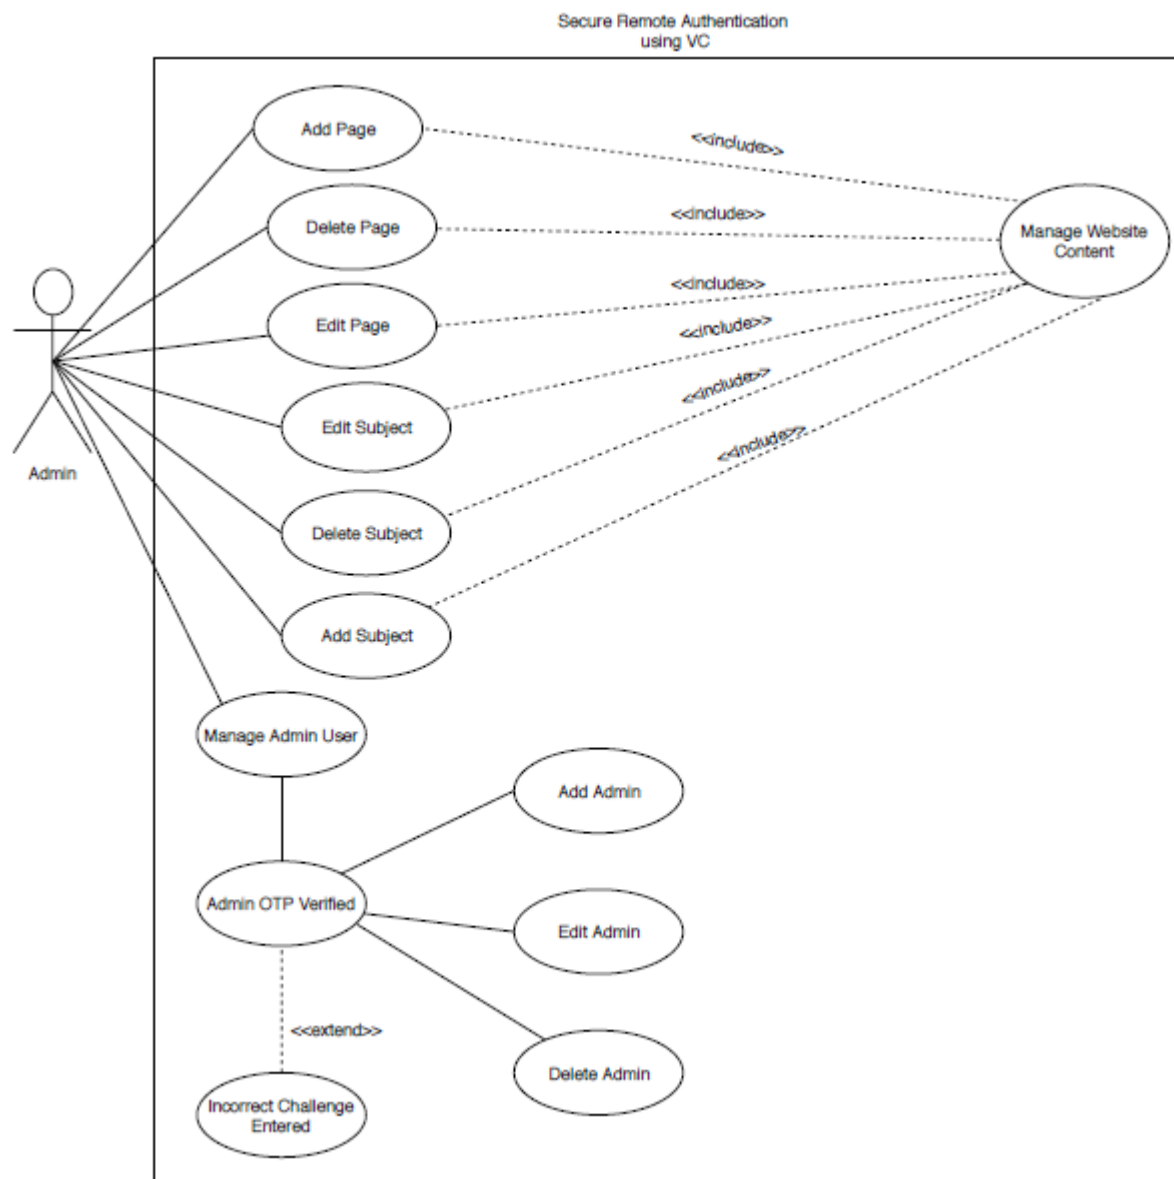 Secure Remote Authentication
using VC
Add Page
<<include>>
Delete Page
<<include>>
Manage Website
Content
Edit Page
<<include>>
<<include>>
Edit Subject
<<include>>
<<include>>
Admin
Delete Subject
Add Subject
Manage Admin User
Add Admin
Admin OTP Verified
Edit Admin
<<extend>>
Delete Admin
Incorrect Challenge
Entered